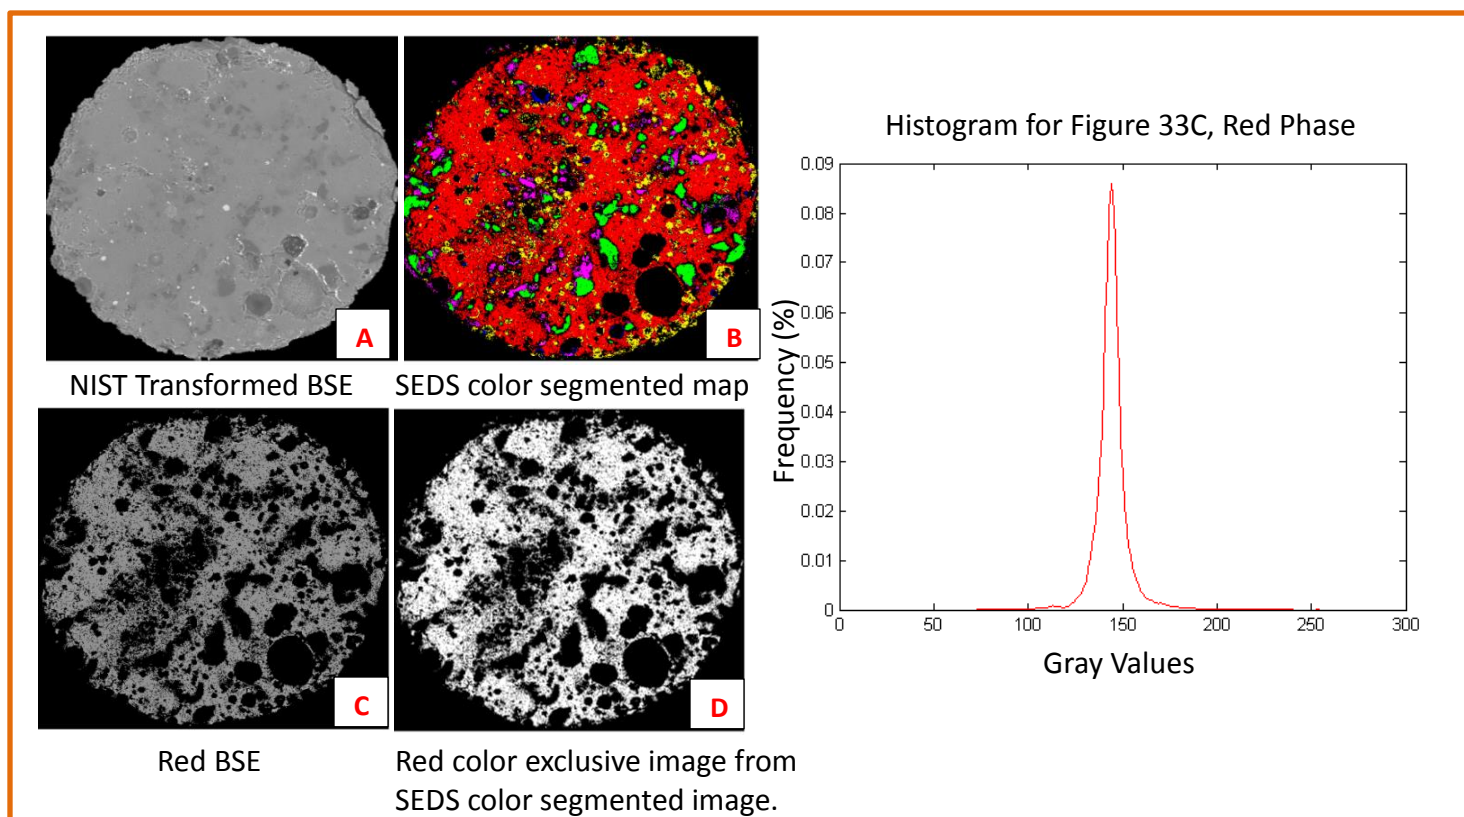 A
B
NIST Transformed BSE
SEDS color segmented map
C
D
Red BSE
Red color exclusive image from
SEDS color segmented image.
Histogram for Figure 33C, Red Phase
Frequency (%)
0.09
0.08
0.07
0.06
0.05
0.04
0.03
0.02
0.01
0
0
50
100
150
200
250
300
Gray Values